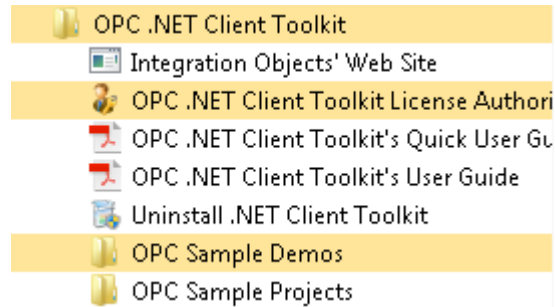 OPC .NET Client Toolkit
Integration Objects' Web Site
OPC .NET Client Toolkit License Authori
OPC .NET Client Toolkit's Quick User Gu
OPC .NET Client Toolkit's User Guide
Uninstall .NET Client Toolkit
OPC Sample Demos
OPC Sample Projects